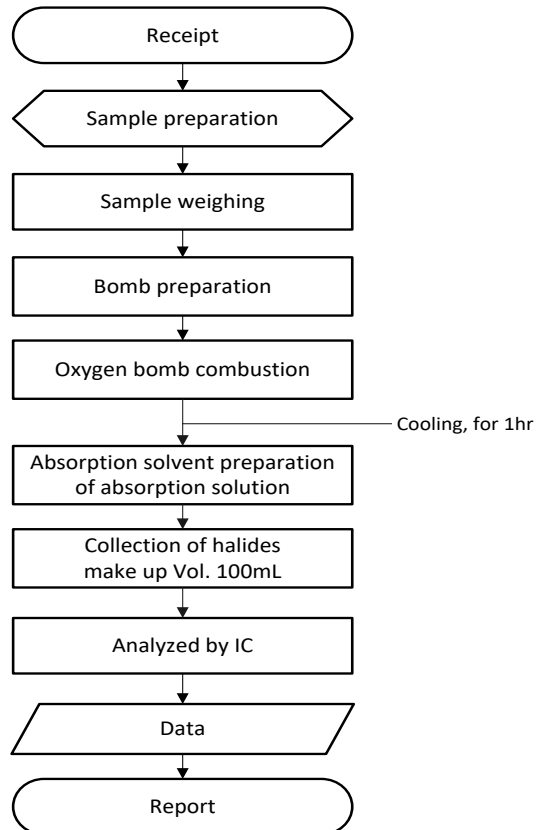 Receipt
Sample preparation
Sample weighing
Bomb preparation
Oxygen bomb combustion
Cooling, for 1hr
Absorption solvent preparation
of absorption solution
Collection of halides
make up Vol. 100mL
Analyzed by IC
Data
Report